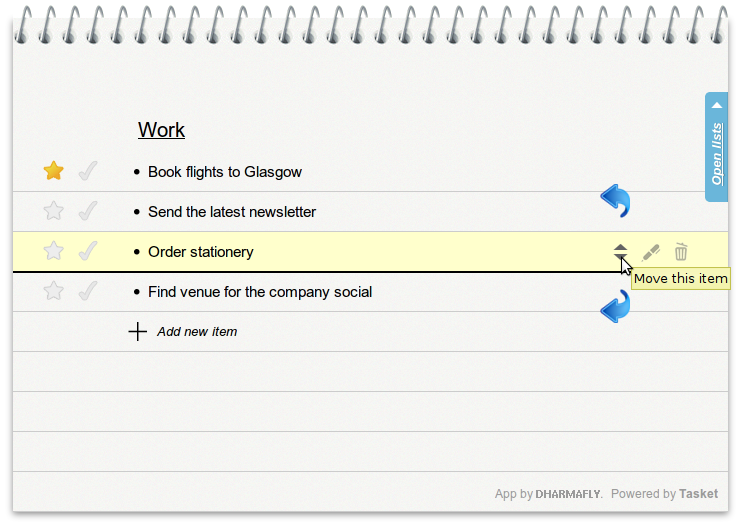 Work
Open lists
• Book flights to Glasgow
• Send the latest newsletter
• Order stationery
Move this item
• Find venue for the company social
Add new item
App by DHARMAFLY. Powered by Tasket